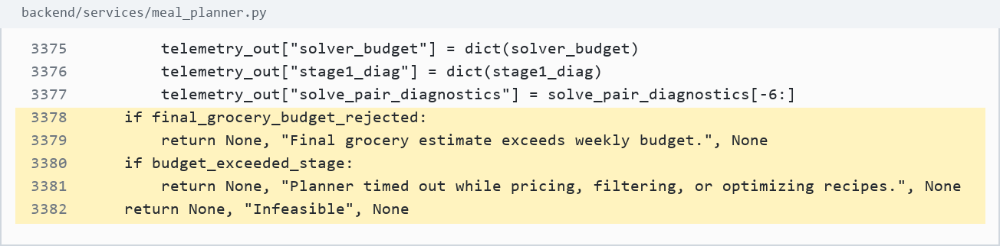 backend/services/meal_planner.py
3375 telemetry_out["solver_budget"] = dict(solver_budget)
3376 telemetry_out["stage1_diag"] = dict(stage1_diag)
3377 telemetry_out["solve_pair_diagnostics"] = solve_pair_diagnostics[-6:]
3378 if final_grocery_budget_rejected:
3379 return None, "Final grocery estimate exceeds weekly budget.", None
3380 if budget_exceeded_stage:
3381 return None, "Planner timed out while pricing, filtering, or optimizing recipes.", None
3382 return None, "Infeasible", None